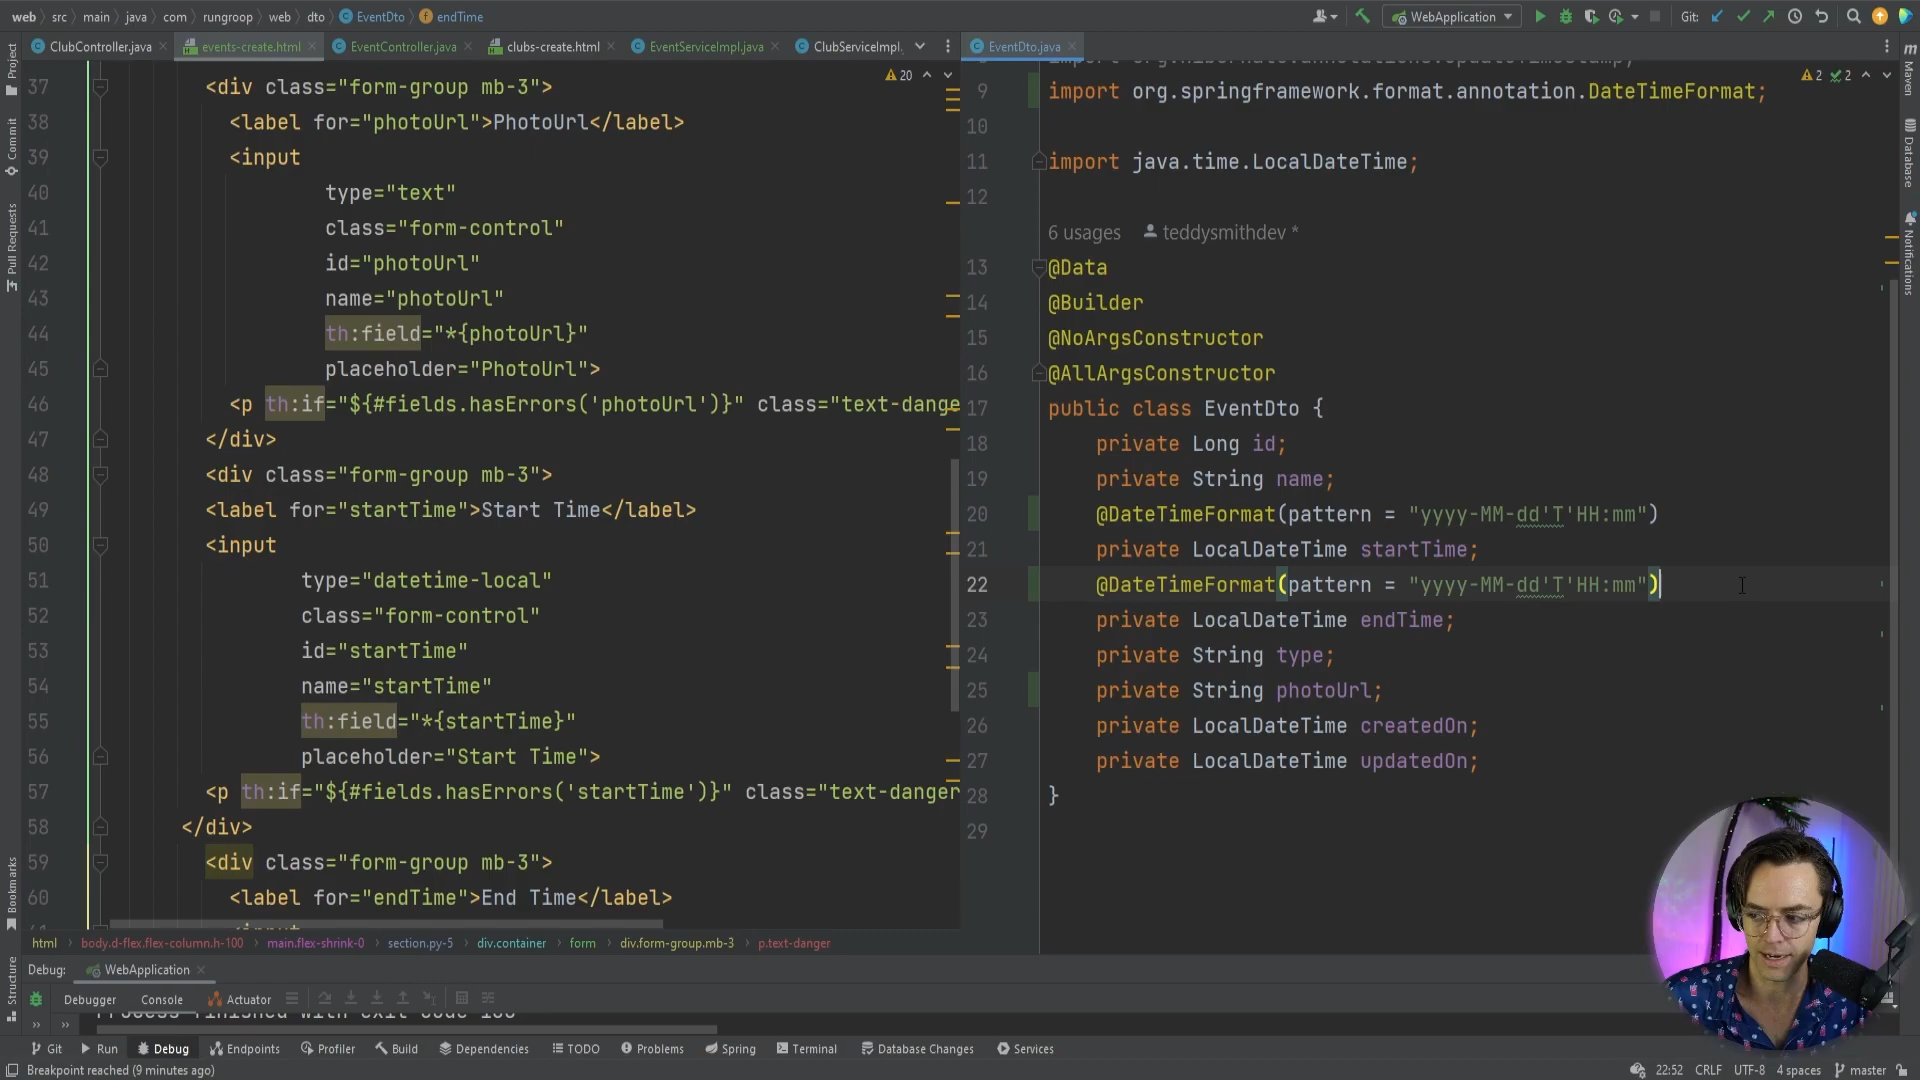 web src main java com rungroop web dto EventDto endTime
WebApplication Git:
ClubController.java events-create.html EventController.java clubs-create.html EventServiceImpl.java ClubServiceImpl. EventDto.java
Project
Commit
Pull Requests
Bookmarks
Structure
Maven
Database
Notifications
20
37 <div class="form-group mb-3">
38 <label for="photoUrl">PhotoUrl</label>
39 <input
40 type="text"
41 class="form-control"
42 id="photoUrl"
43 name="photoUrl"
44 th:field="*{photoUrl}"
45 placeholder="PhotoUrl">
46 <p th:if="${#fields.hasErrors('photoUrl')}" class="text-dange
47 </div>
48 <div class="form-group mb-3">
49 <label for="startTime">Start Time</label>
50 <input
51 type="datetime-local"
52 class="form-control"
53 id="startTime"
54 name="startTime"
55 th:field="*{startTime}"
56 placeholder="Start Time">
57 <p th:if="${#fields.hasErrors('startTime')}" class="text-danger
58 </div>
59 <div class="form-group mb-3">
60 <label for="endTime">End Time</label>
2 2
9 import org.springframework.format.annotation.DateTimeFormat;
10
11 import java.time.LocalDateTime;
12
6 usages teddysmithdev *
13 @Data
14 @Builder
15 @NoArgsConstructor
16 @AllArgsConstructor
17 public class EventDto {
18 private Long id;
19 private String name;
20 @DateTimeFormat(pattern = "yyyy-MM-dd'T'HH:mm")
21 private LocalDateTime startTime;
22 @DateTimeFormat(pattern = "yyyy-MM-dd'T'HH:mm")
23 private LocalDateTime endTime;
24 private String type;
25 private String photoUrl;
26 private LocalDateTime createdOn;
27 private LocalDateTime updatedOn;
28 }
29
html body.d-flex.flex-column.h-100 main.flex-shrink-0 section.py-5 div.container form div.form-group.mb-3 p.text-danger
Debug: WebApplication
Debugger Console Actuator
Git Run Debug Endpoints Profiler Build Dependencies TODO Problems Spring Terminal Database Changes Services
Breakpoint reached (9 minutes ago) 22:52 CRLF UTF-8 4 spaces master